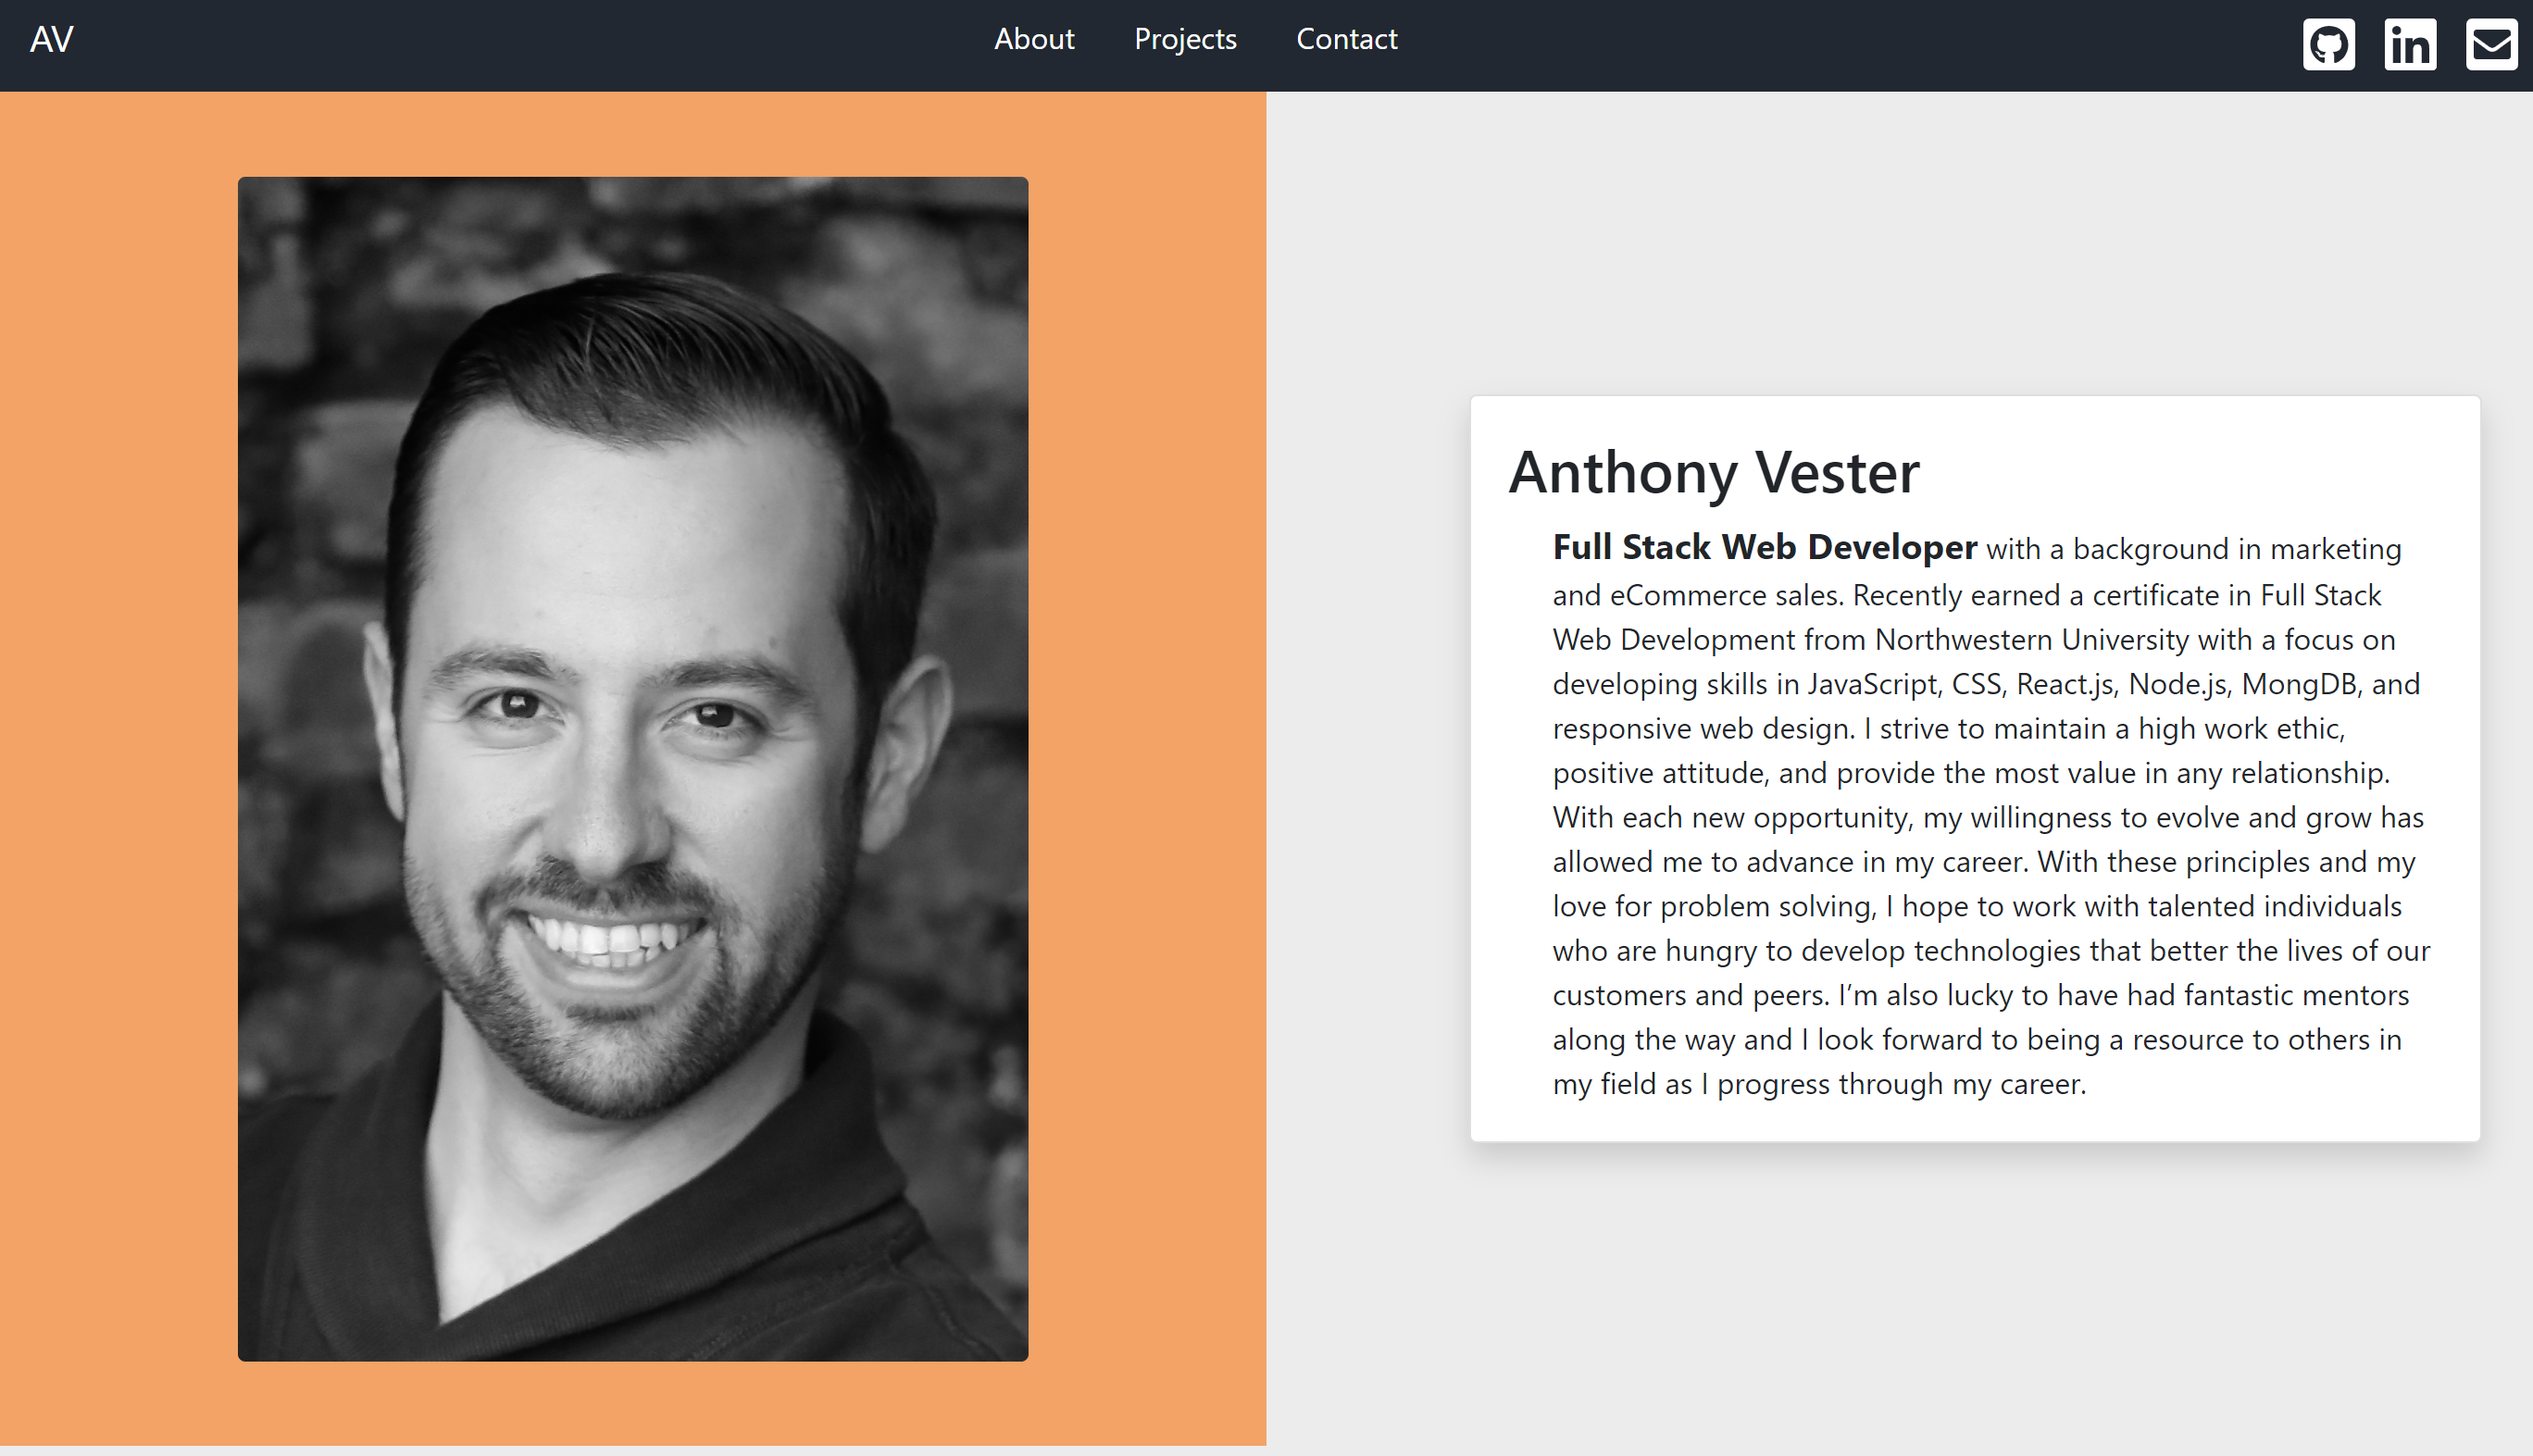 AV
About Projects Contact
in
Anthony Vester
Full Stack Web Developer with a background in marketing
and eCommerce sales. Recently earned a certificate in Full Stack
Web Development from Northwestern University with a focus on
developing skills in JavaScript, CSS, React.js, Node.js, MongDB, and
responsive web design. I strive to maintain a high work ethic,
positive attitude, and provide the most value in any relationship.
With each new opportunity, my willingness to evolve and grow has
allowed me to advance in my career. With these principles and my
love for problem solving, I hope to work with talented individuals
who are hungry to develop technologies that better the lives of our
customers and peers. I’m also lucky to have had fantastic mentors
along the way and I look forward to being a resource to others in
my field as I progress through my career.